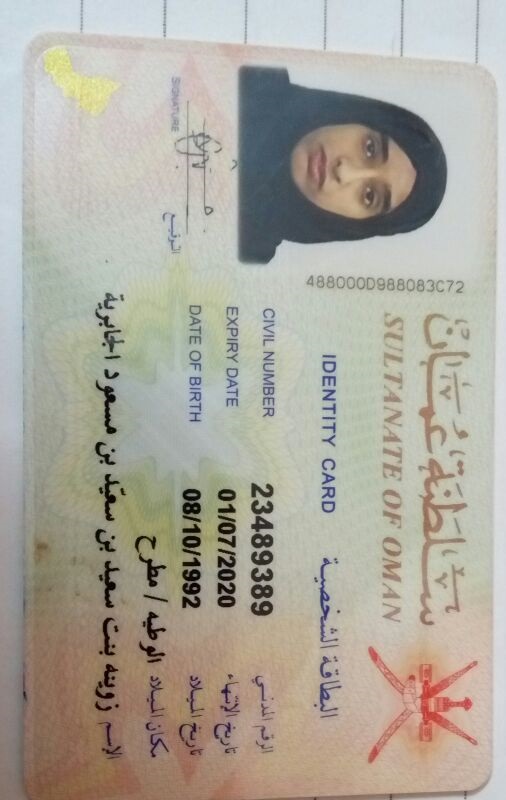 سلطنة عُمان
SULTANATE OF OMAN
IDENTITY CARD البطاقة الشخصية
488000D988083C72
CIVIL NUMBER 23489389 الرقم المدني
EXPIRY DATE 01/07/2020 تاريخ الإنتهاء
DATE OF BIRTH 08/10/1992 تاريخ الميلاد
مكان الميلاد الوطيه / مطرح
الإسم زوينه بنت سعيد بن سعيّد بن مسعود الجابرية
SIGNATURE التوقيع